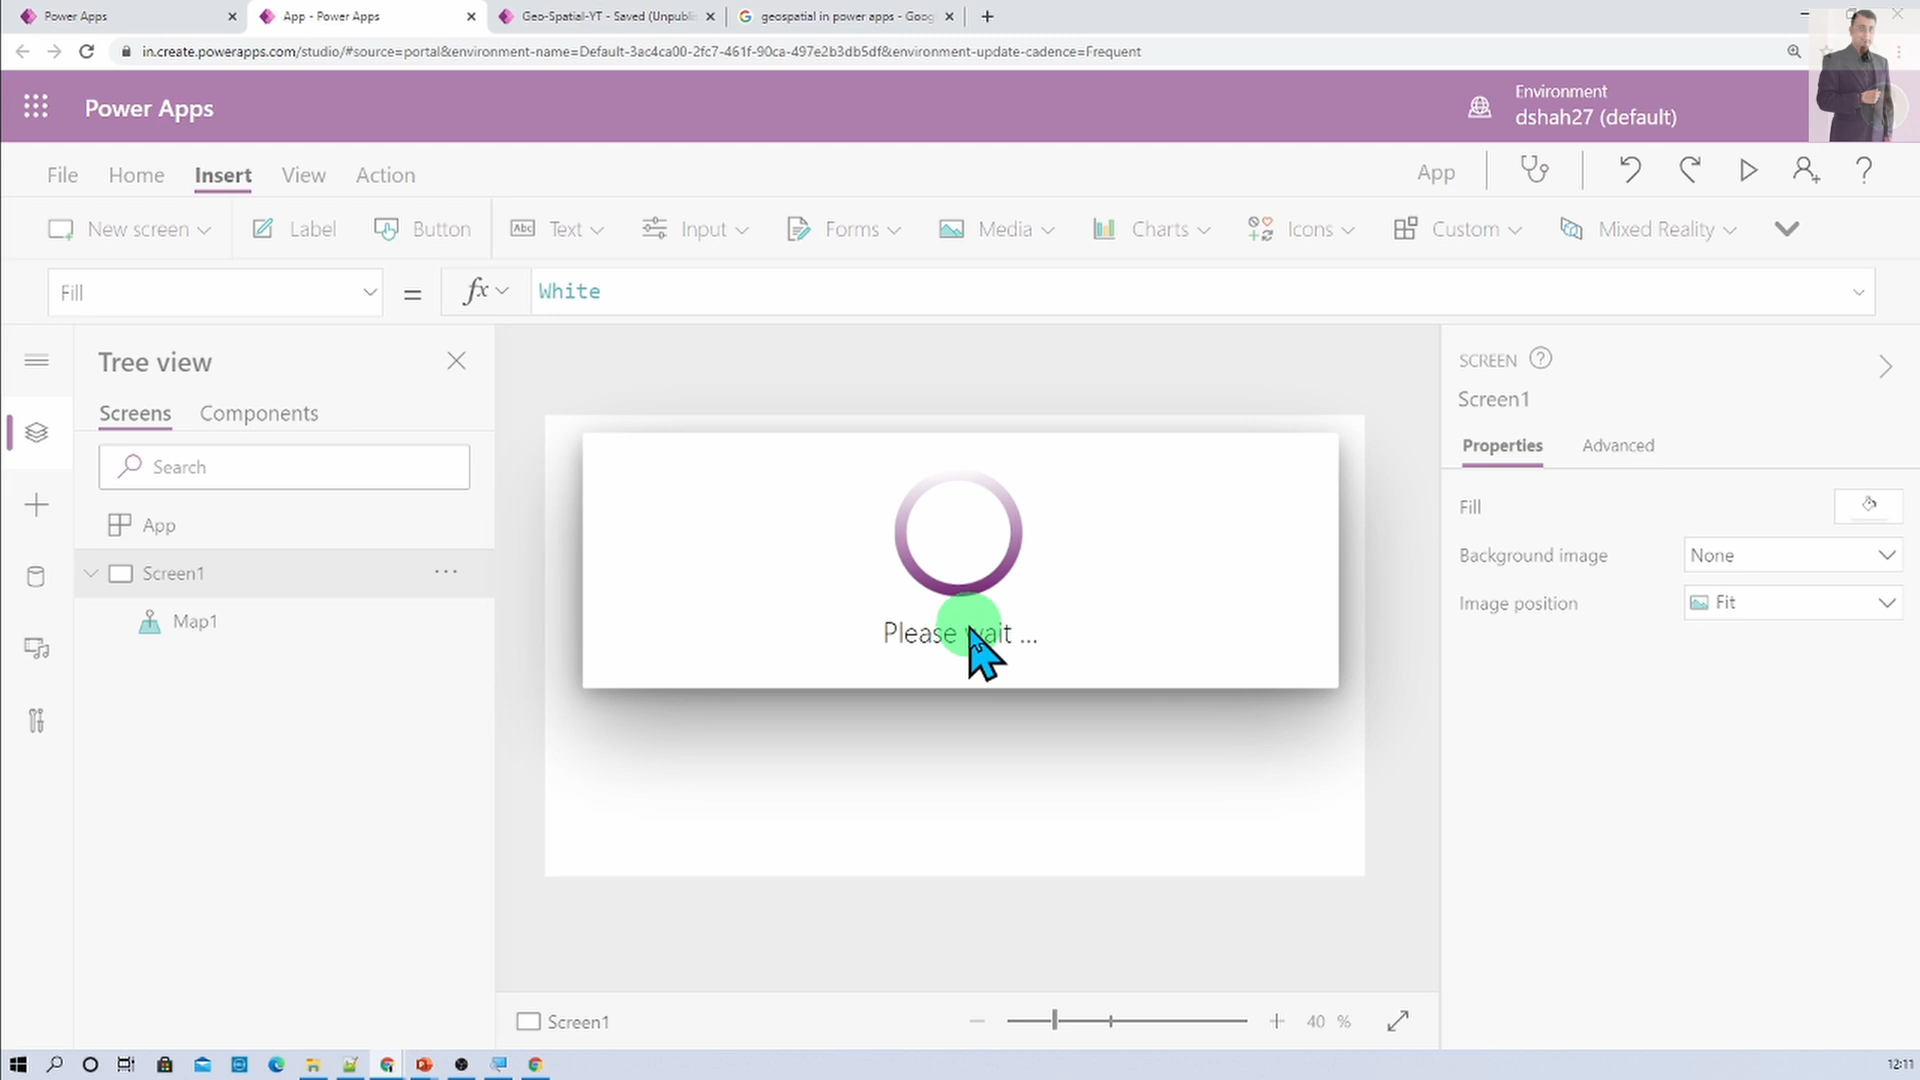 Power Apps
App - Power Apps
Geo-Spatial-YT - Saved (Unpubli
geospatial in power apps - Goog
in.create.powerapps.com/studio/#source=portal&environment-name=Default-3ac4ca00-2fc7-461f-90ca-497e2b3db5df&environment-update-cadence=Frequent
Power Apps
Environment
dshah27 (default)
File Home Insert View Action
App
New screen Label Button Text Input Forms Media Charts Icons Custom Mixed Reality
Abc
Fill = fx White
Tree view
Screens Components
Search
App
Screen1 ...
Map1
Please wait ...
SCREEN
Screen1
Properties Advanced
Fill
Background image None
Image position Fit
Screen1
40 %
12:11